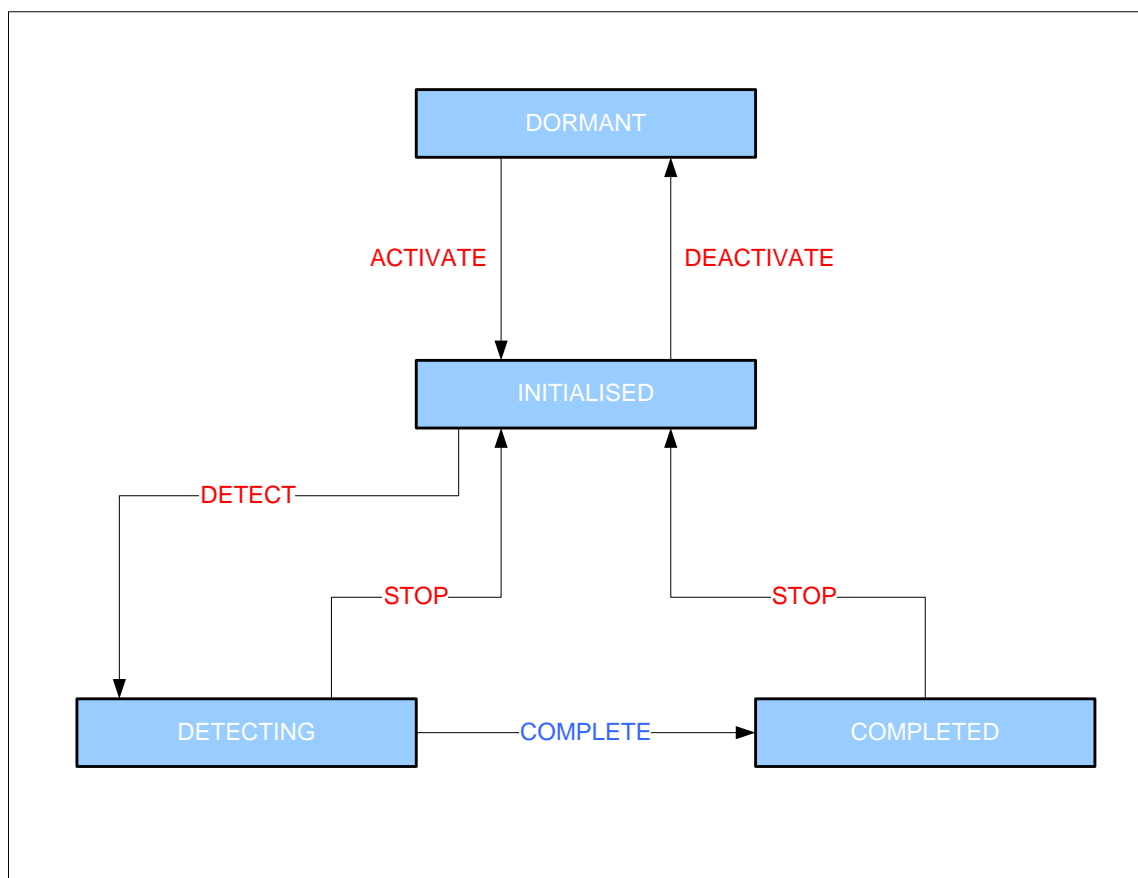 DORMANT
ACTIVATE
DEACTIVATE
INITIALISED
DETECT
STOP
STOP
DETECTING
COMPLETE
COMPLETED